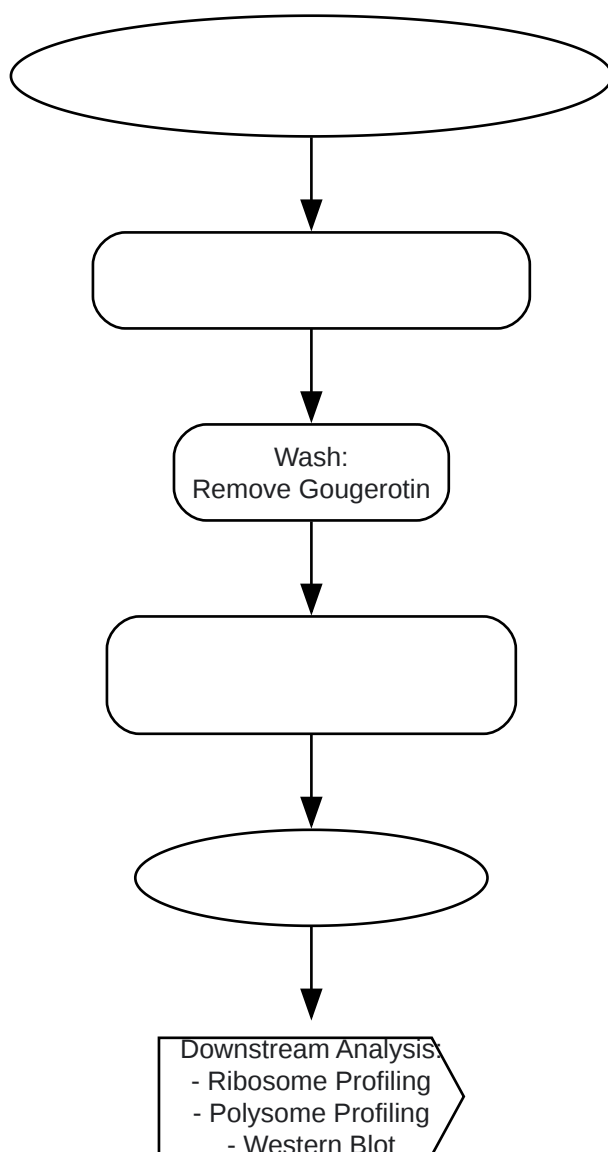 Wash:
Remove Gougerotin
Downstream Analysis:
- Ribosome Profiling
- Polysome Profiling
- Western Blot